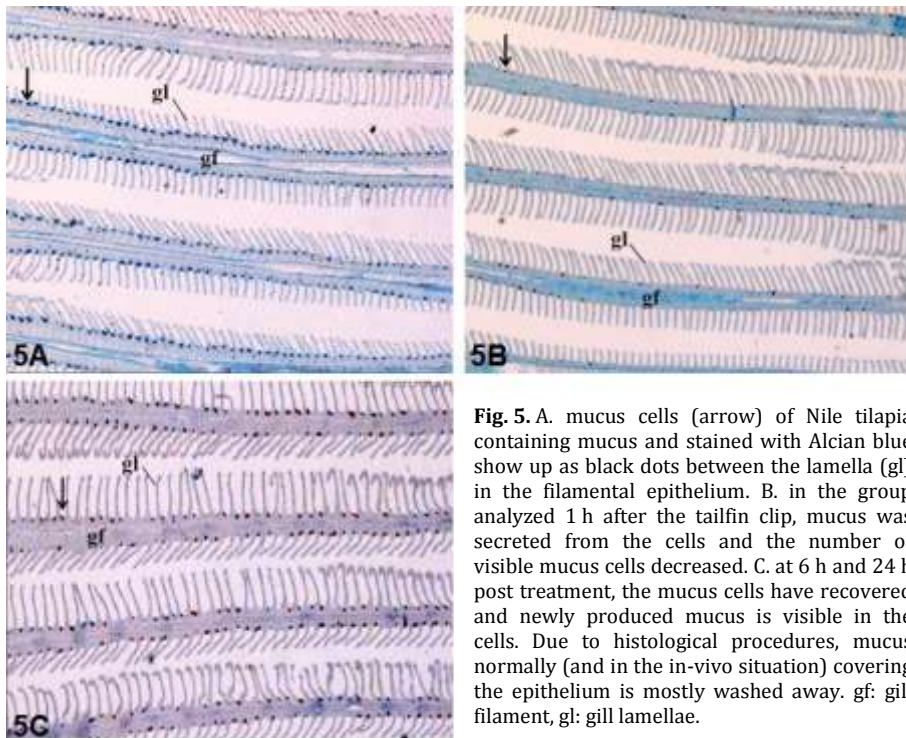 gl
gf
5A
gl
gf
5B
gl
gf
5C
Fig. 5. A. mucus cells (arrow) of Nile tilapia
containing mucus and stained with Alcian blue
show up as black dots between the lamella (gl)
in the filamental epithelium. B. in the group
analyzed 1 h after the tailfin clip, mucus was
secreted from the cells and the number o
visible mucus cells decreased. C. at 6 h and 24 h
post treatment, the mucus cells have recovered
and newly produced mucus is visible in the
cells. Due to histological procedures, mucus
normally (and in the in-vivo situation) covering
the epithelium is mostly washed away. gf: gil
filament, gl: gill lamellae.